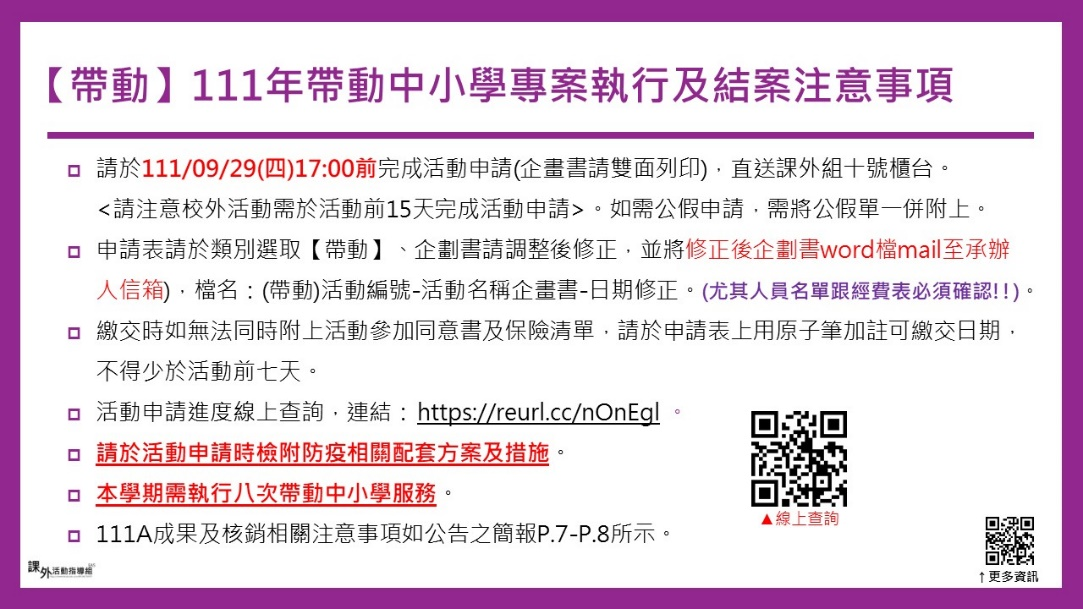 【帶動】111年帶動中小學專案執行及結案注意事項
請於111/09/29(四)17:00前完成活動申請(企畫書請雙面列印)，直送課外組十號櫃台。
<請注意校外活動需於活動前15天完成活動申請>。如需公假申請，需將公假單一併附上。
申請表請於類別選取【帶動】、企劃書請調整後修正，並將修正後企劃書word檔mail至承辦
人信箱)，檔名：(帶動)活動編號-活動名稱企畫書-日期修正。(尤其人員名單跟經費表必須確認!!)。
繳交時如無法同時附上活動參加同意書及保險清單，請於申請表上用原子筆加註可繳交日期，
不得少於活動前七天。
活動申請進度線上查詢，連結：https://reurl.cc/nOnEgl 。
請於活動申請時檢附防疫相關配套方案及措施。
本學期需執行八次帶動中小學服務。
▲線上查詢
111A成果及核銷相關注意事項如公告之簡報P.7-P.8所示。
課外活動指導組
↑更多資訊